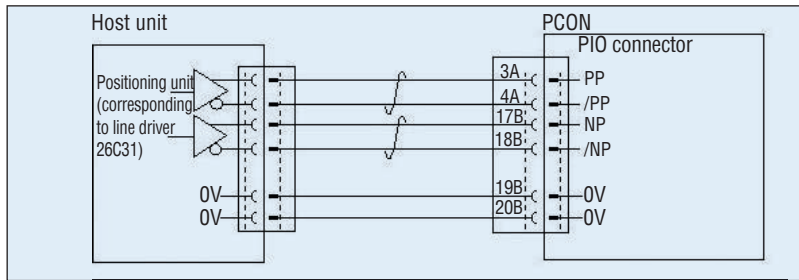 Host unit
PCON
PIO connector
Positioning unit
(corresponding
to line driver
26C31)
3A
PP
4A
/PP
17B
NP
18B
/NP
0V
19B
0V
0V
20B
0V